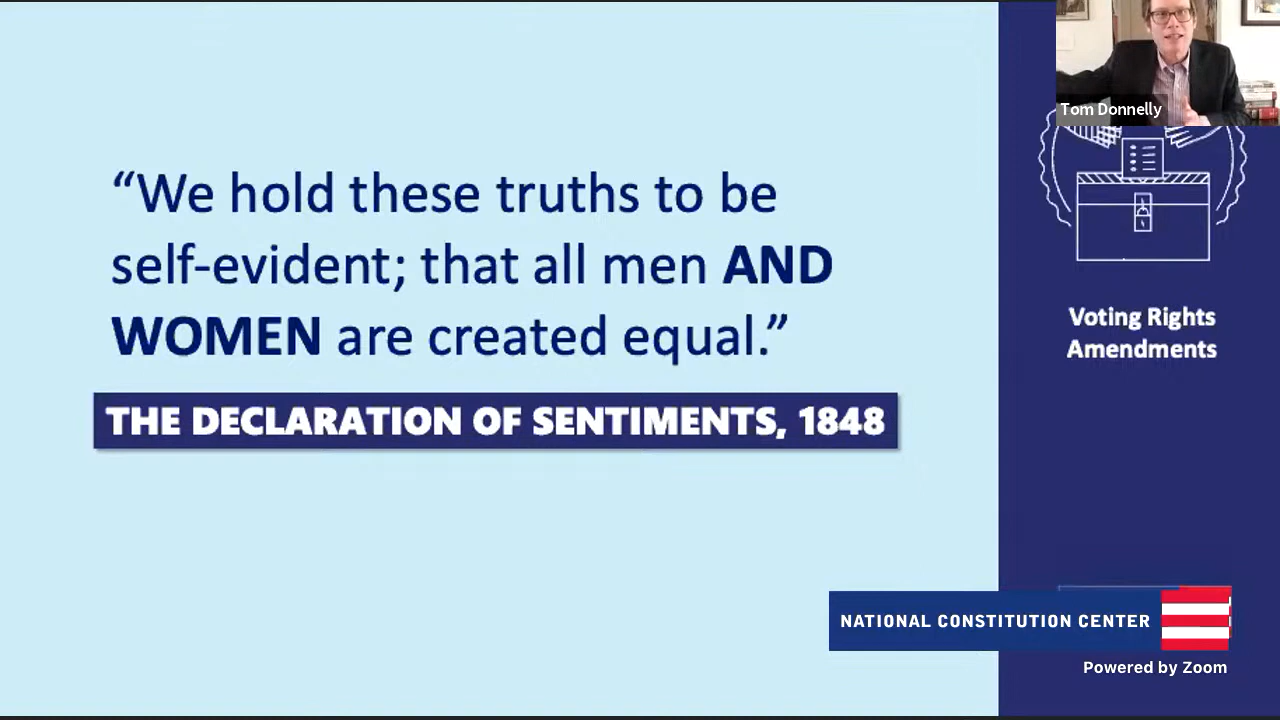 Tom Donnelly
“We hold these truths to be
self-evident; that all men AND
WOMEN are created equal.”
THE DECLARATION OF SENTIMENTS, 1848
Voting Rights
Amendments
NATIONAL CONSTITUTION CENTER
Powered by Zoom